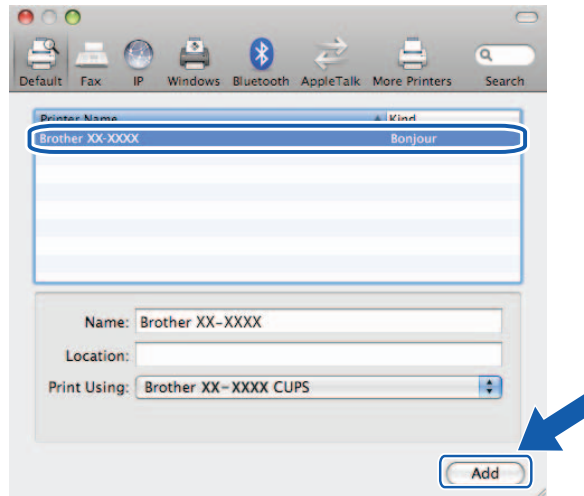 Default Fax IP Windows Bluetooth AppleTalk More Printers Search
Printer Name Kind
Brother XX-XXXX Bonjour
Name: Brother XX-XXXX
Location:
Print Using: Brother XX-XXXX CUPS
Add